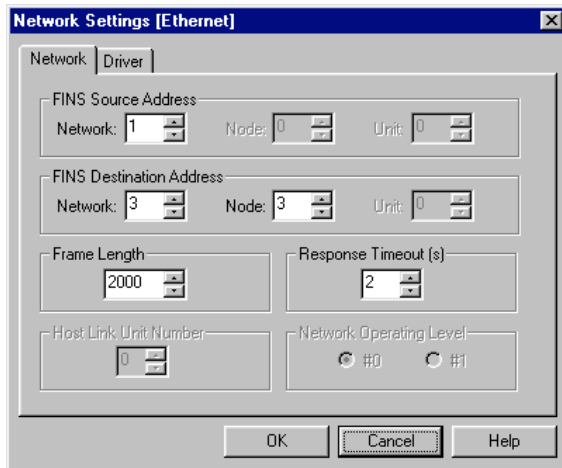 Network Settings [Ethernet]
Network Driver
FINS Source Address
Network: 1 Node: 0 Unit: 0
FINS Destination Address
Network: 3 Node: 3 Unit: 0
Frame Length Response Timeout (s)
2000 2
Host Link Unit Number Network Operating Level
0 #0 #1
OK Cancel Help